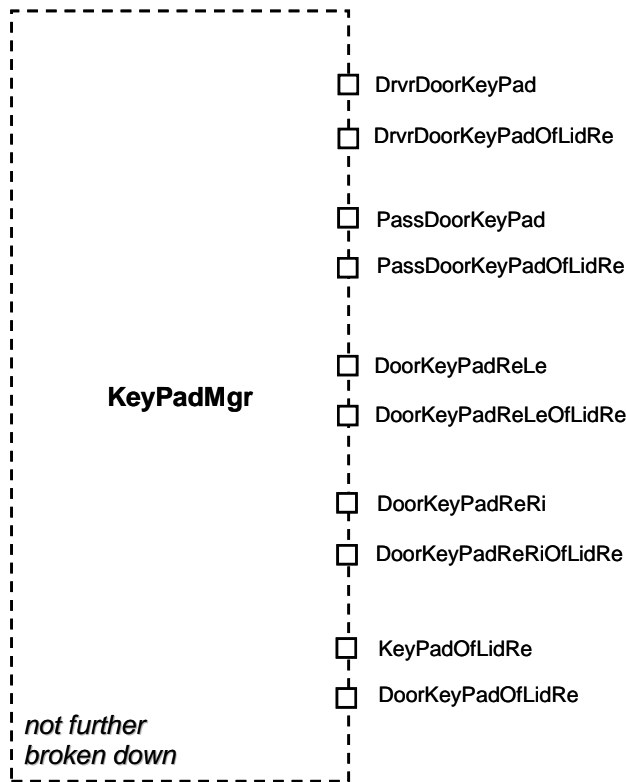 DrvrDoorKeyPad
DrvrDoorKeyPadOfLidRe
PassDoorKeyPad
PassDoorKeyPadOfLidRe
DoorKeyPadReLe
KeyPadMgr
DoorKeyPadReLeOfLidRe
DoorKeyPadReRi
DoorKeyPadReRiOfLidRe
KeyPadOfLidRe
DoorKeyPadOfLidRe
not further
broken down